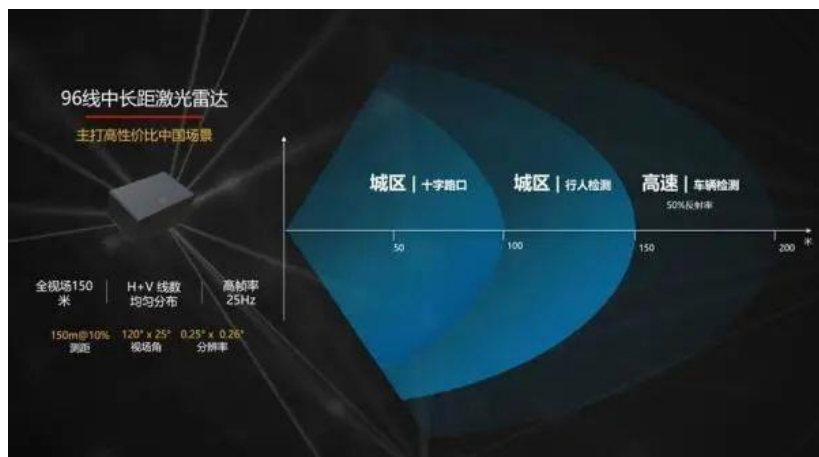 96线中长距激光雷达
主打高性价比中国场景
城区 | 十字路口
城区 | 行人检测
高速 | 车辆检测
50%反射率
50
100
150
200
米
全视场150
米
H+V 线数
均匀分布
高帧率
25Hz
150m@10%
测距
120° x 25°
视场角
0.25° x 0.26°
分辨率